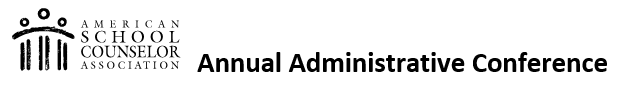 AMERICAN
SCHOOL
COUNSELOR
ASSOCIATION
Annual Administrative Conference